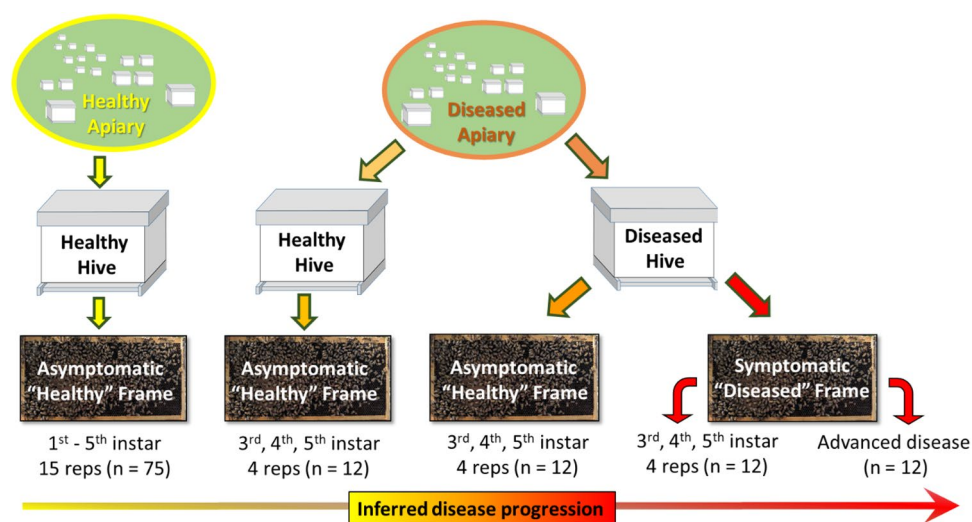 Healthy
Apiary
Diseased
Apiary
Healthy
Hive
Healthy
Hive
Diseased
Hive
Asymptomatic
“Healthy” Frame
Asymptomatic
“Healthy” Frame
Asymptomatic
“Healthy” Frame
Symptomatic
“Diseased” Frame
1st - 5th instar
15 reps (n = 75)
3rd, 4th, 5th instar
4 reps (n = 12)
3rd, 4th, 5th instar
4 reps (n = 12)
3rd, 4th, 5th instar
4 reps (n = 12)
Advanced disease
(n = 12)
Inferred disease progression